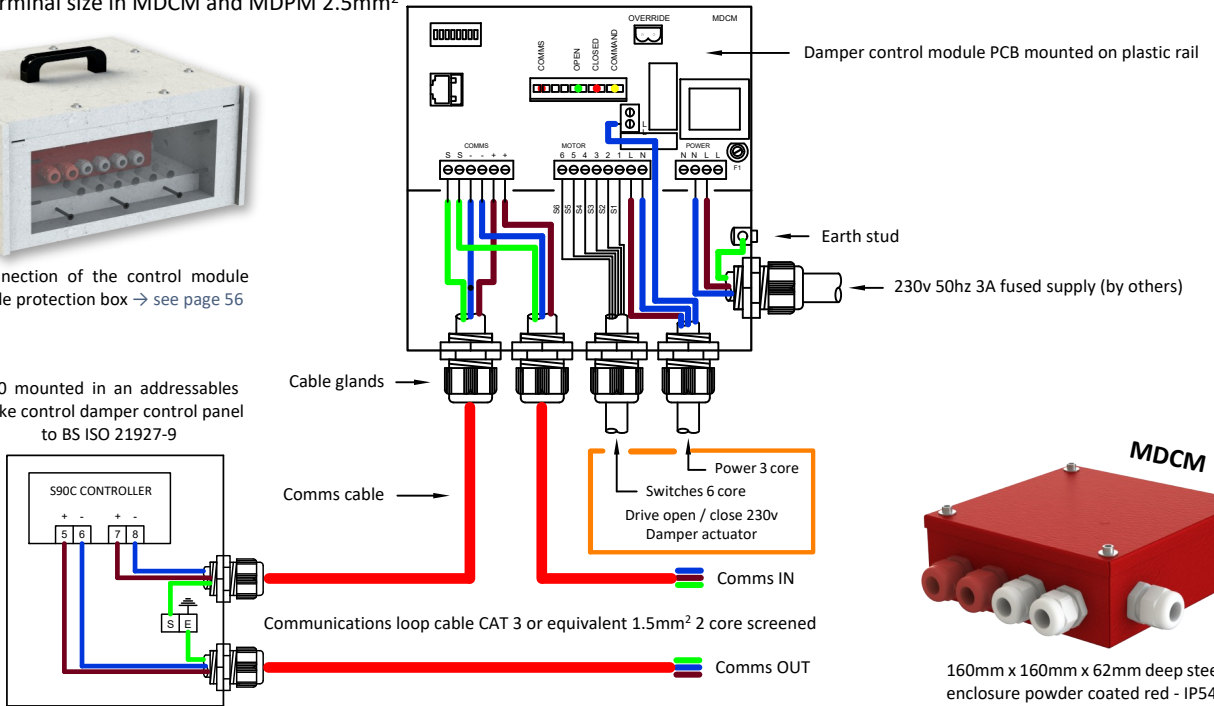 rminal size in MDCM and MDPM 2.5mm²
OVERRIDE
MDCM
COMMS
OPEN
CLOSED
COMMAND
Damper control module PCB mounted on plastic rail
L
L
COMMS
S S - - + +
MOTOR
6 5 4 3 2 1 L N
POWER
N N L L
F1
S6 S5 S4 S3 S2 S1
Earth stud
230v 50hz 3A fused supply (by others)
nection of the control module
le protection box → see page 56
Cable glands
0 mounted in an addressables
ke control damper control panel
to BS ISO 21927-9
S90C CONTROLLER
+ - + -
5 6 7 8
S E
Comms cable
Power 3 core
Switches 6 core
Drive open / close 230v
Damper actuator
Comms IN
Communications loop cable CAT 3 or equivalent 1.5mm² 2 core screened
Comms OUT
MDCM
160mm x 160mm x 62mm deep stee
enclosure powder coated red - IP54